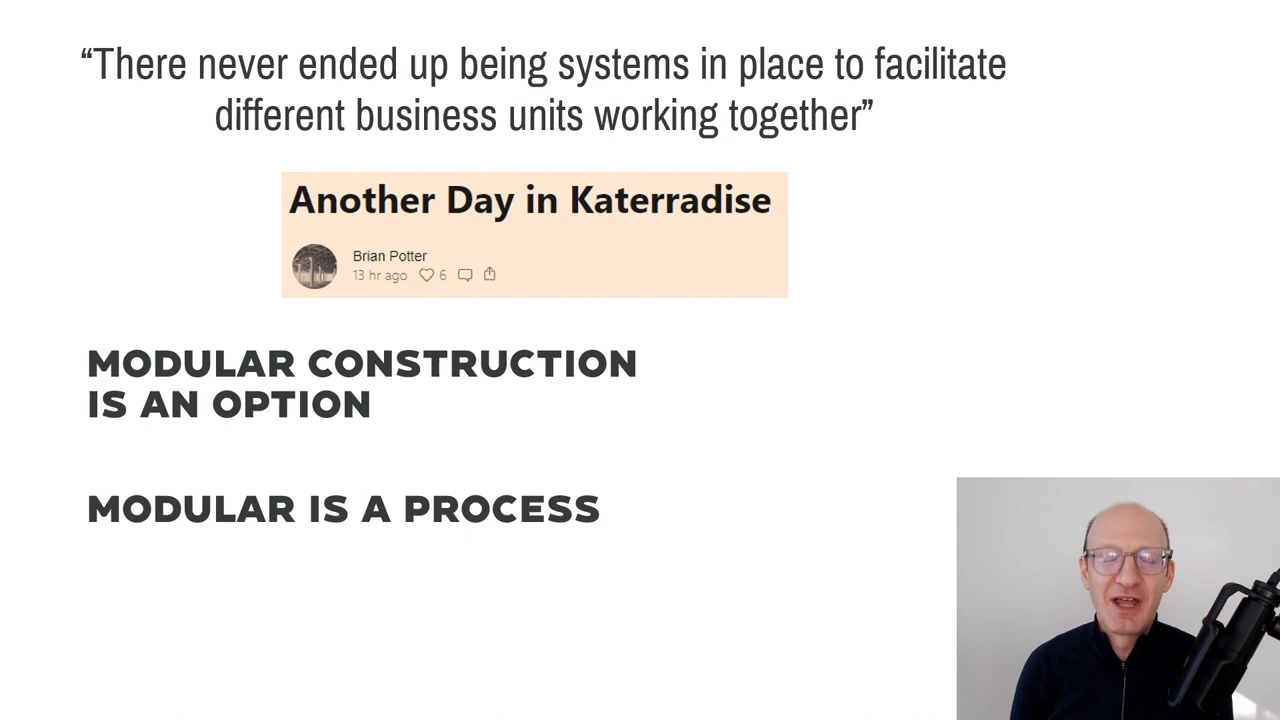 “There never ended up being systems in place to facilitate
different business units working together”
Another Day in Katerradise
Brian Potter
13 hr ago 6
MODULAR CONSTRUCTION
IS AN OPTION
MODULAR IS A PROCESS